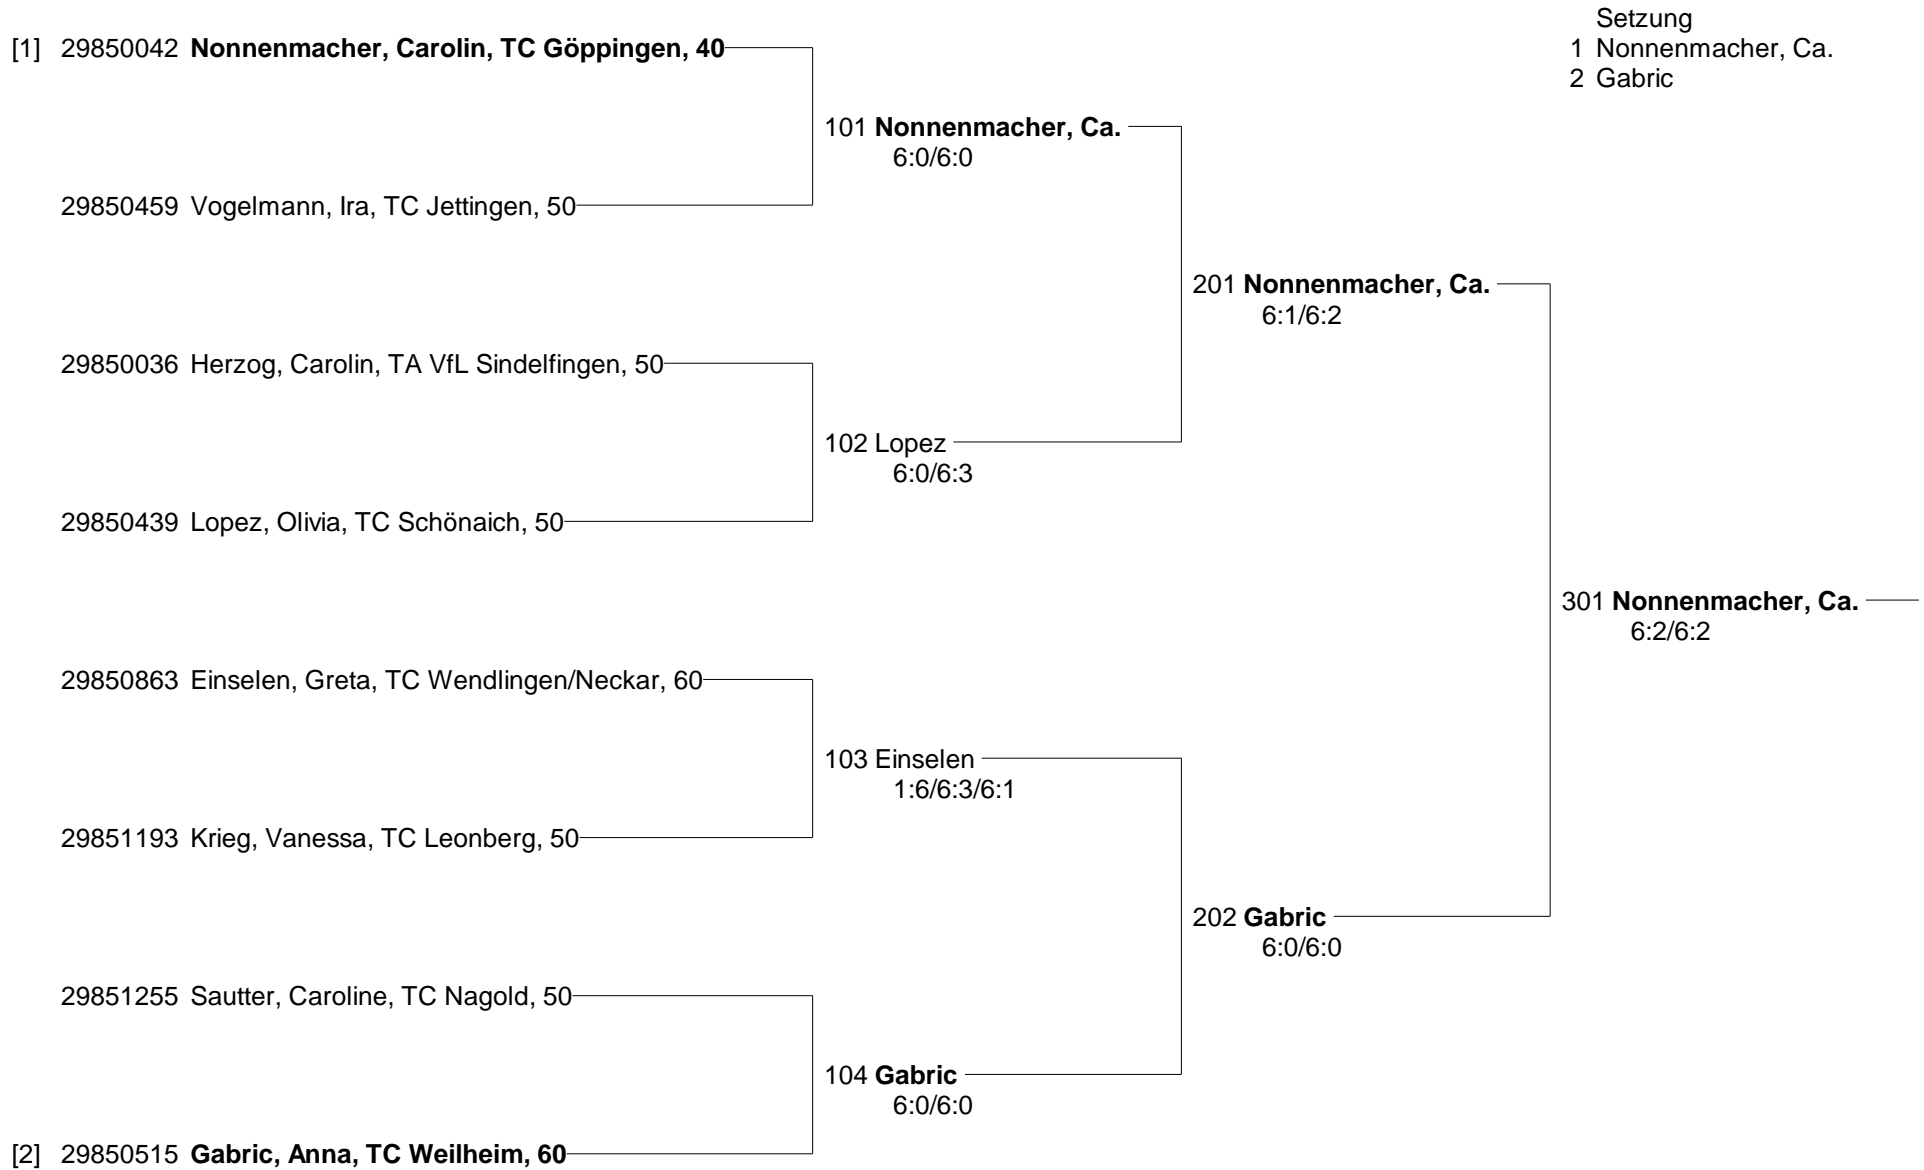 Setzung
[1] 29850042 Nonnenmacher, Carolin, TC Göppingen, 40
1 Nonnenmacher, Ca.
2 Gabric
101 Nonnenmacher, Ca.
6:0/6:0
29850459 Vogelmann, Ira, TC Jettingen, 50
201 Nonnenmacher, Ca.
6:1/6:2
29850036 Herzog, Carolin, TA VfL Sindelfingen, 50
102 Lopez
6:0/6:3
29850439 Lopez, Olivia, TC Schönaich, 50
301 Nonnenmacher, Ca.
6:2/6:2
29850863 Einselen, Greta, TC Wendlingen/Neckar, 60
103 Einselen
1:6/6:3/6:1
29851193 Krieg, Vanessa, TC Leonberg, 50
202 Gabric
6:0/6:0
29851255 Sautter, Caroline, TC Nagold, 50
104 Gabric
6:0/6:0
[2] 29850515 Gabric, Anna, TC Weilheim, 60